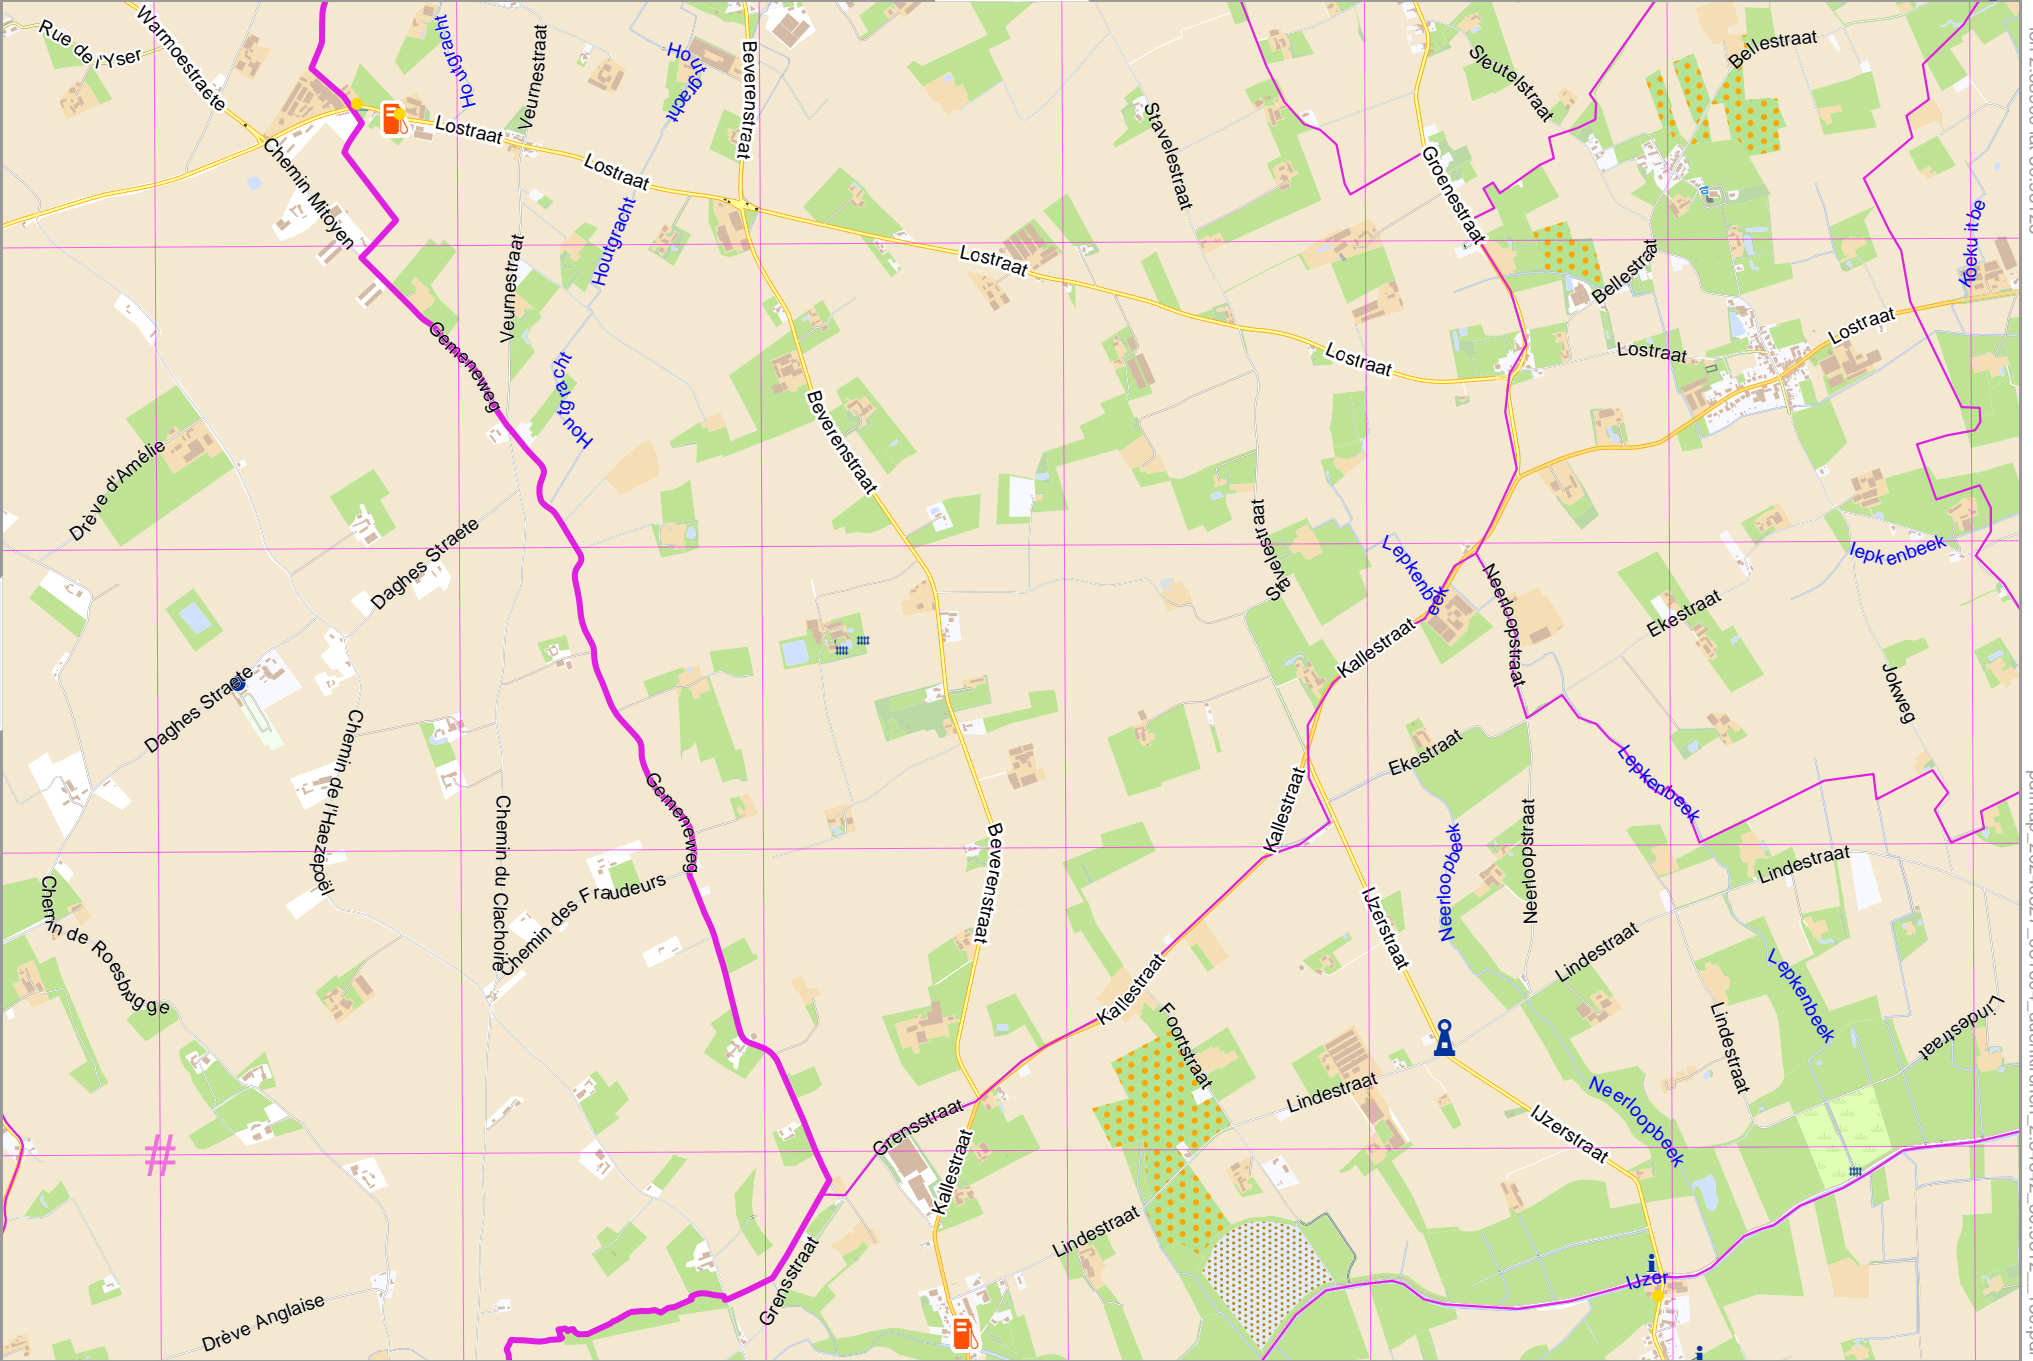 Warmoestraete
Rue de l'Yser
Houtgracht
Veurnestraat
Houtgracht
Beverenstraat
Lostraat
Lostraat
Chemin Mitoyen
Stavelestraat
Sleutelstraat
Bellestraat
Groenestraat
Koekuitbe
Houtgracht
Veurnestraat
Lostraat
Bellestraat
Lostraat
Lostraat
Lostraat
Gemeneweg
Houtgracht
Beverenstraat
Drève d'Amélie
Daghes Straete
Stavelestraat
Lepkenbeek
Iepkenbeek
Neerloopstraat
Ekestraat
Kallestraat
Jokweg
Daghes Straete
Chemin de l'Haezepoël
Gemeneweg
Ekestraat
Lepkenbeek
Kallestraat
Chemin du Clachoire
Beverenstraat
Neerloopbeek
Neerloopstraat
Lindestraat
Chemin de Roesbrugge
Chemin des Fraudeurs
IJzerstraat
Lindestraat
Lepkenbeek
Kallestraat
Foortstraat
Lindestraat
Lindestraat
Lindestraat
Grensstraat
Neerloopbeek
IJzerstraat
#
Kallestraat
Lindestraat
Grensstraat
IJzer
Drève Anglaise